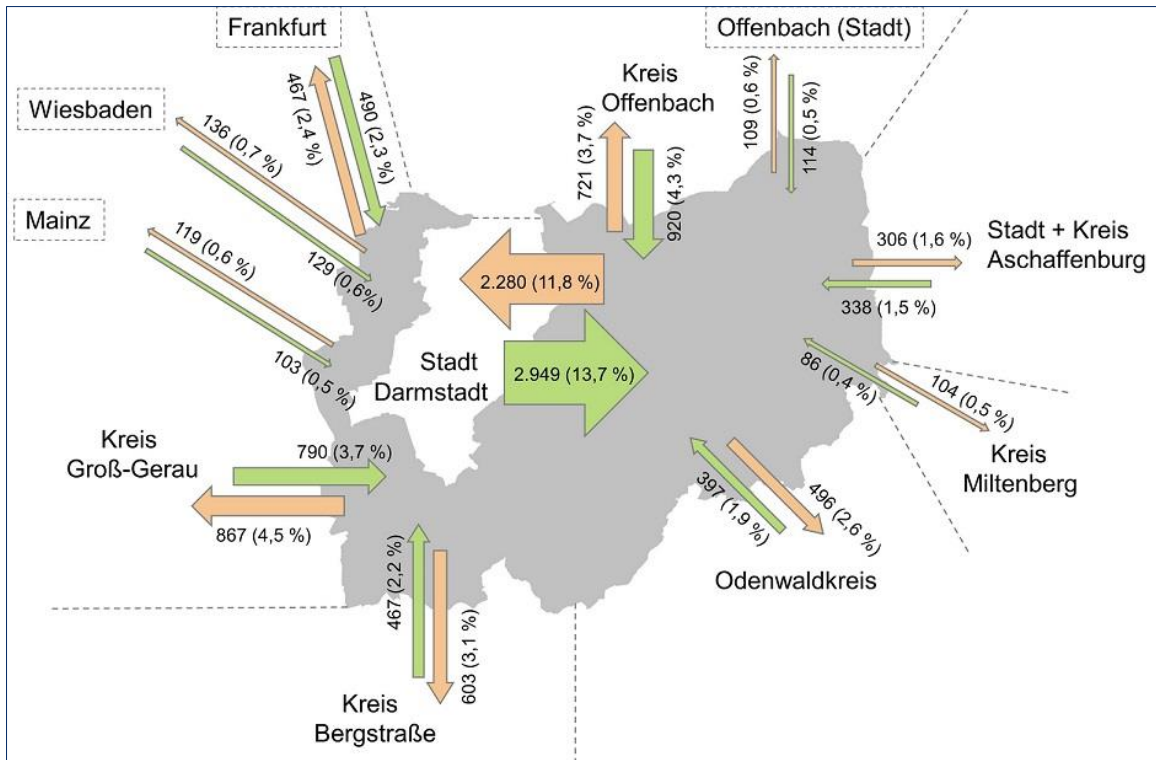 Frankfurt
467 (2,4 %)
490 (2,3 %)
Wiesbaden
136 (0,7 %)
129 (0,6%)
Mainz
119 (0,6 %)
103 (0,5 %)
Kreis
Offenbach
721 (3,7 %)
920 (4,3 %)
Offenbach (Stadt)
109 (0,6 %)
114 (0,5 %)
306 (1,6 %)
Stadt + Kreis
Aschaffenburg
338 (1,5 %)
2.280 (11,8 %)
Stadt
Darmstadt
2.949 (13,7 %)
86 (0,4 %)
104 (0,5 %)
Kreis
Miltenberg
Kreis
Groß-Gerau
790 (3,7 %)
867 (4,5 %)
397 (1,9 %)
496 (2,6 %)
Odenwaldkreis
467 (2,2 %)
603 (3,1 %)
Kreis
Bergstraße